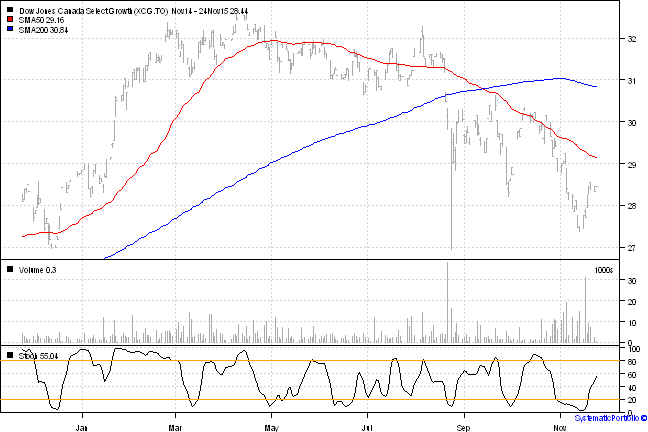 Dow Jones Canada Select Growth (XCG.TO) Nov14 - 24Nov15 28.44
SMA50 29.16
SMA200 30.84
32
31
30
29
28
27
Volume 0.3
1000s
30
20
10
0
Stoch 55.04
100
80
60
40
20
0
Jan Mar May Jul Sep Nov
SystematicPortfolio ©